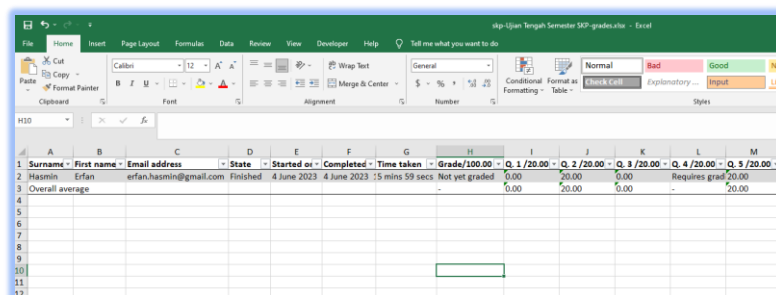 skp-Ujian Tengah Semester SKP-grades.xlsx - Excel
File Home Insert Page Layout Formulas Data Review View Developer Help Tell me what you want to do
Paste
Cut
Copy
Format Painter
Clipboard
Calibri 12
B I U
Font
Wrap Text
Merge & Center
Alignment
General
$ % ,
Number
Conditional Formatting
Format as Table
Normal Bad Good
Check Cell Explanatory ... Input
Styles
H10 fx
A B C D E F G H I J K L M
1 Surname First name Email address State Started on Completed Time taken Grade/100.00 Q. 1 /20.00 Q. 2 /20.00 Q. 3 /20.00 Q. 4 /20.00 Q. 5 /20.00
2 Hasmin Erfan erfan.hasmin@gmail.com Finished 4 June 2023 4 June 2023 15 mins 59 secs Not yet graded 0.00 20.00 0.00 Requires grad 20.00
3 Overall average - 0.00 20.00 0.00 - 20.00
4
5
6
7
8
9
10
11
12